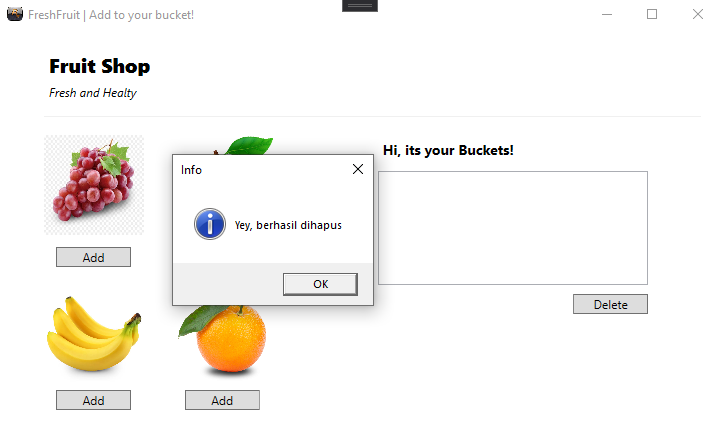 FreshFruit | Add to your bucket!
Fruit Shop
Fresh and Healty
Hi, its your Buckets!
Info
Yey, berhasil dihapus
OK
Add
Delete
Add
Add